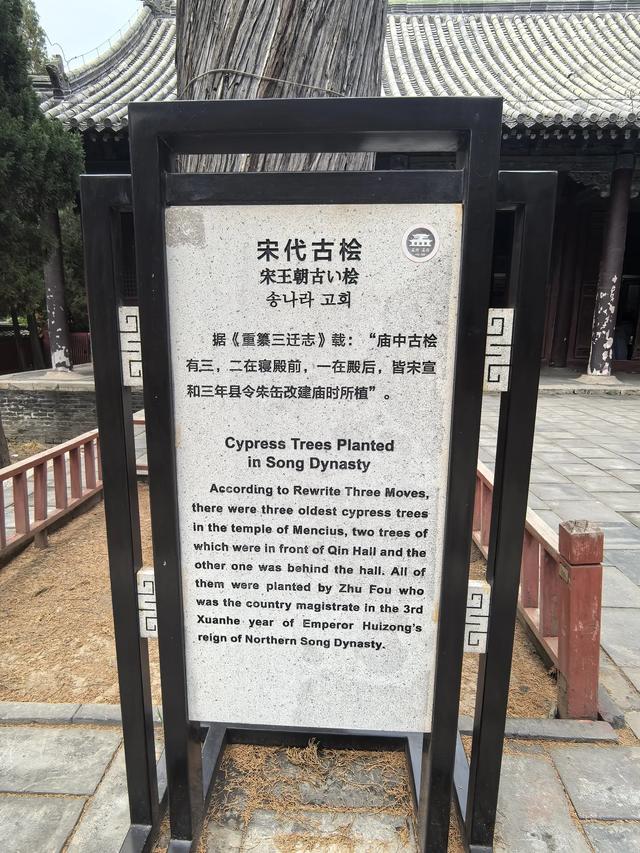 孟
宋代古桧
宋王朝古い桧
송나라 고회
据《重纂三迁志》载：“庙中古桧
有三，二在寝殿前，一在殿后，皆宋宣
和三年县令朱缶改建庙时所植”。
Cypress Trees Planted
in Song Dynasty
According to Rewrite Three Moves,
there were three oldest cypress trees
in the temple of Mencius, two trees of
which were in front of Qin Hall and the
other one was behind the hall. All of
them were planted by Zhu Fou who
was the country magistrate in the 3rd
Xuanhe year of Emperor Huizong's
reign of Northern Song Dynasty.